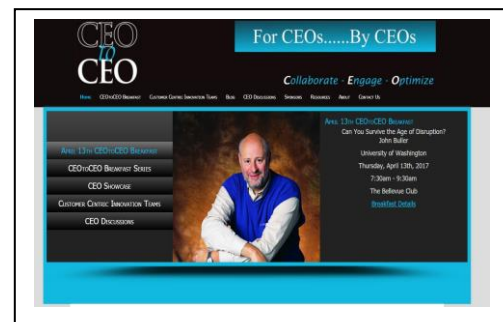 CEO
TO
CEO
For CEOs......By CEOs
Collaborate - Engage - Optimize
Home CEOtoCEO Breakfast Customer Centric Innovation Teams Blog CEO Discussions Sponsors Resources About Contact Us
April 13th CEOtoCEO Breakfast
CEOtoCEO Breakfast Series
CEO Showcase
Customer Centric Innovation Teams
CEO Discussions
April 13th CEOtoCEO Breakfast
Can You Survive the Age of Disruption?
John Buller
University of Washington
Thursday, April 13th, 2017
7:30am - 9:30am
The Bellevue Club
Breakfast Details